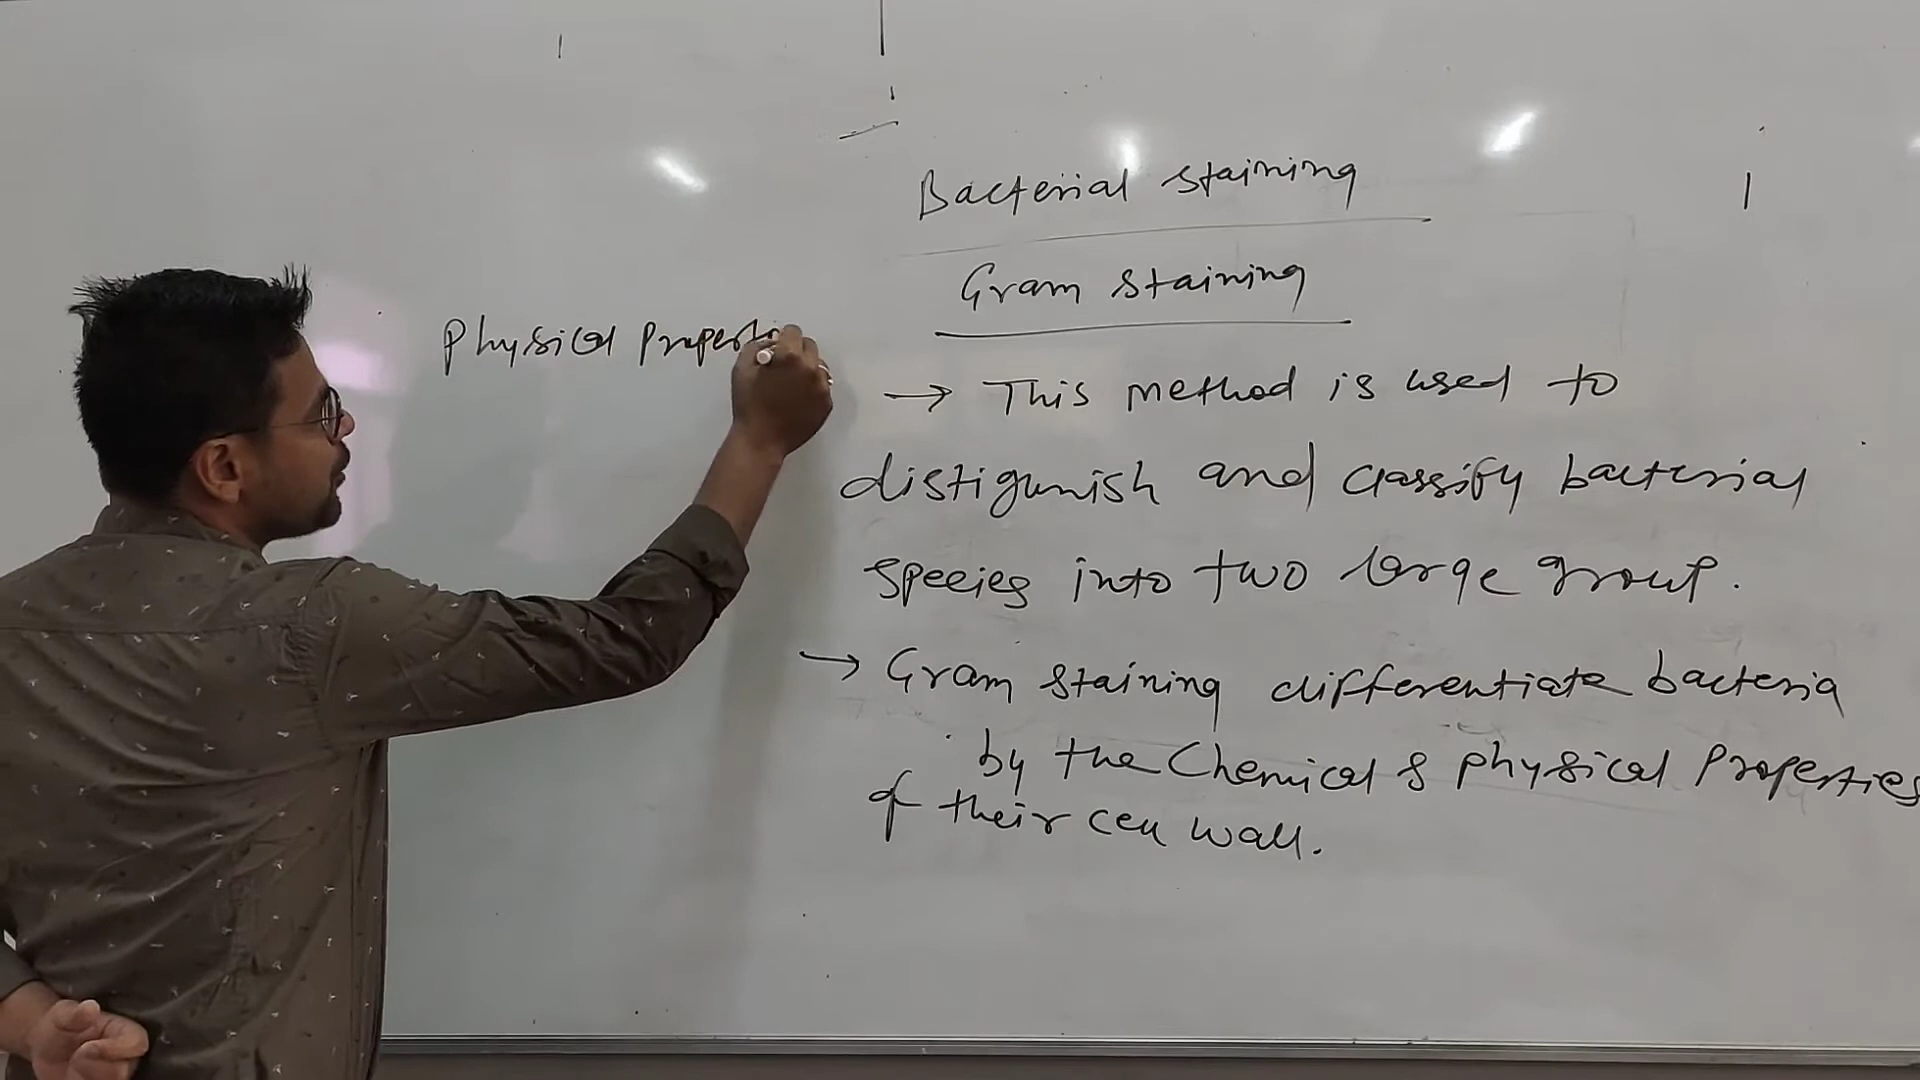 Bacterial staining
Gram staining
Physical Propert
→ This method is used to
distigunish and classify bacterial
species into two large group.
→ Gram staining differentiate bacteria
by the Chemical & physical Properties
of their cell wall.